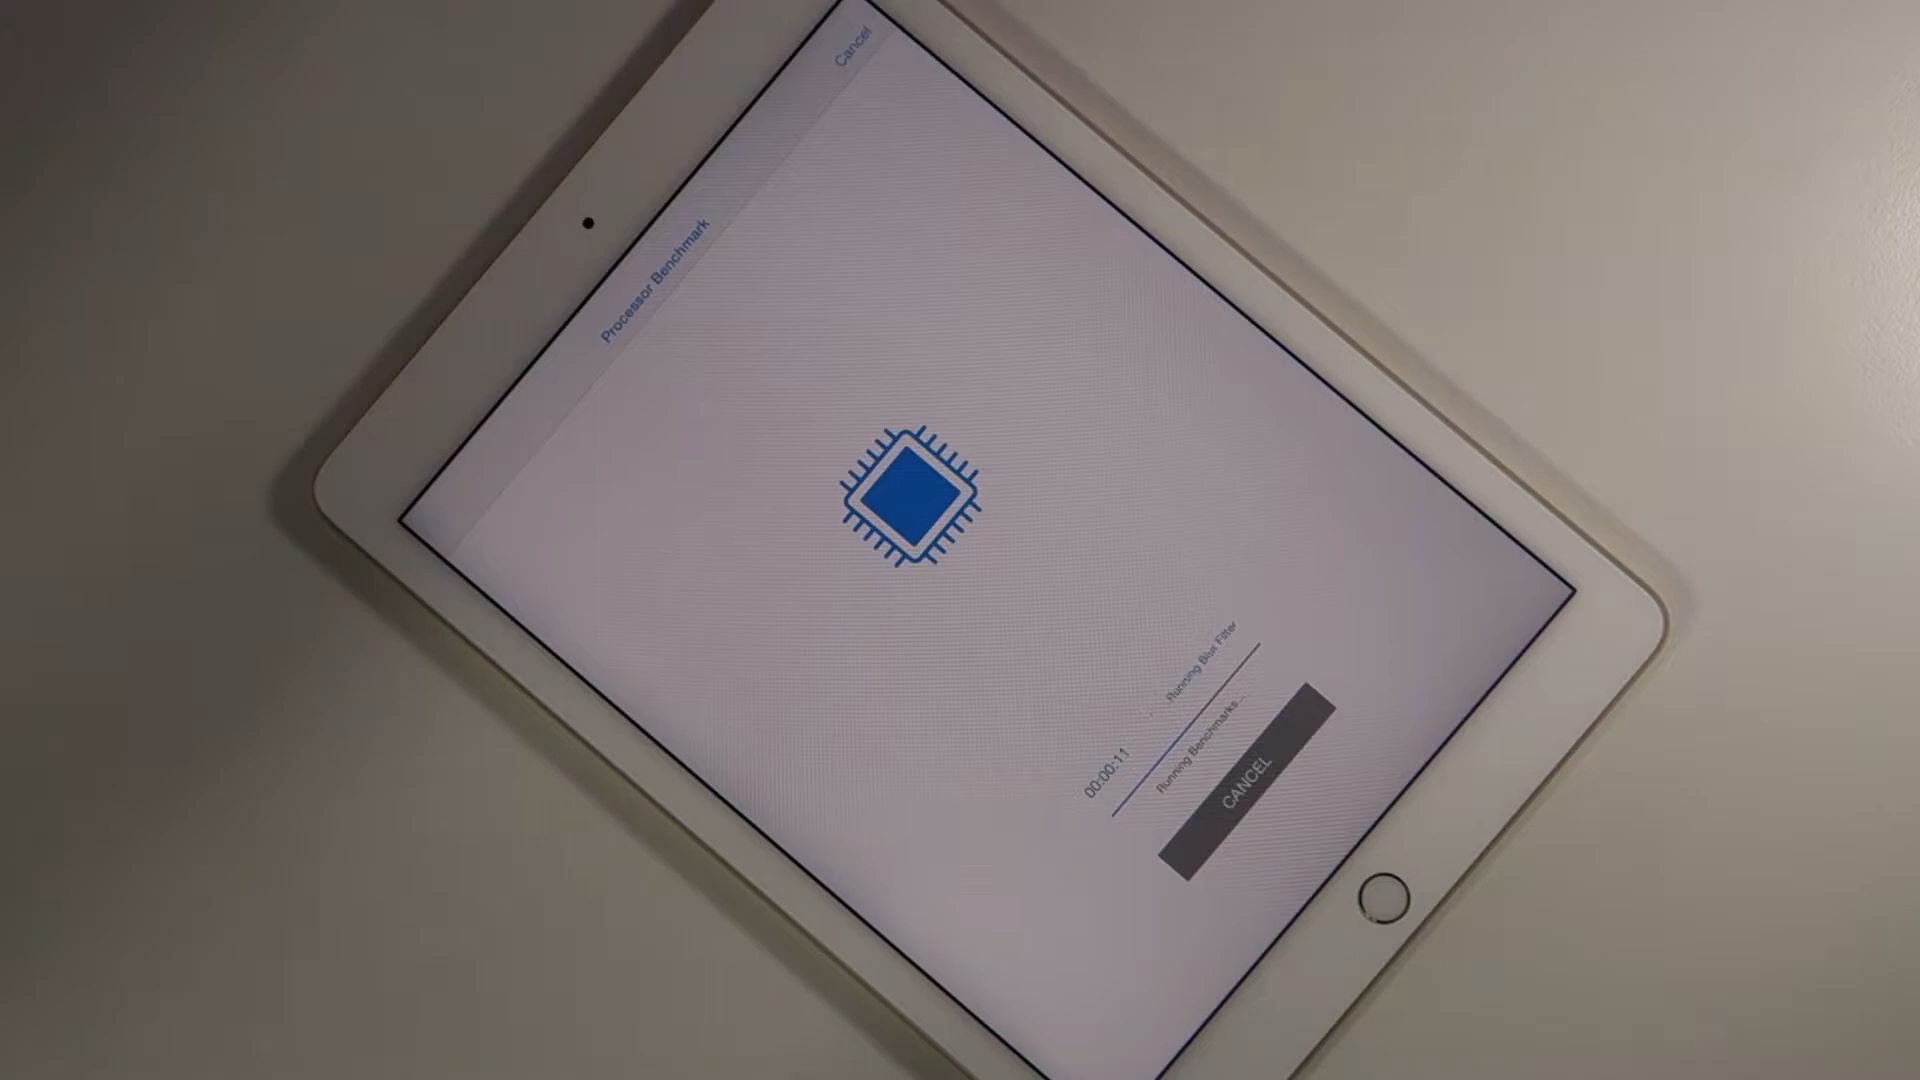 Cancel
Processor Benchmark
00:00:11
Running Blur Filter
Running Benchmarks...
CANCEL